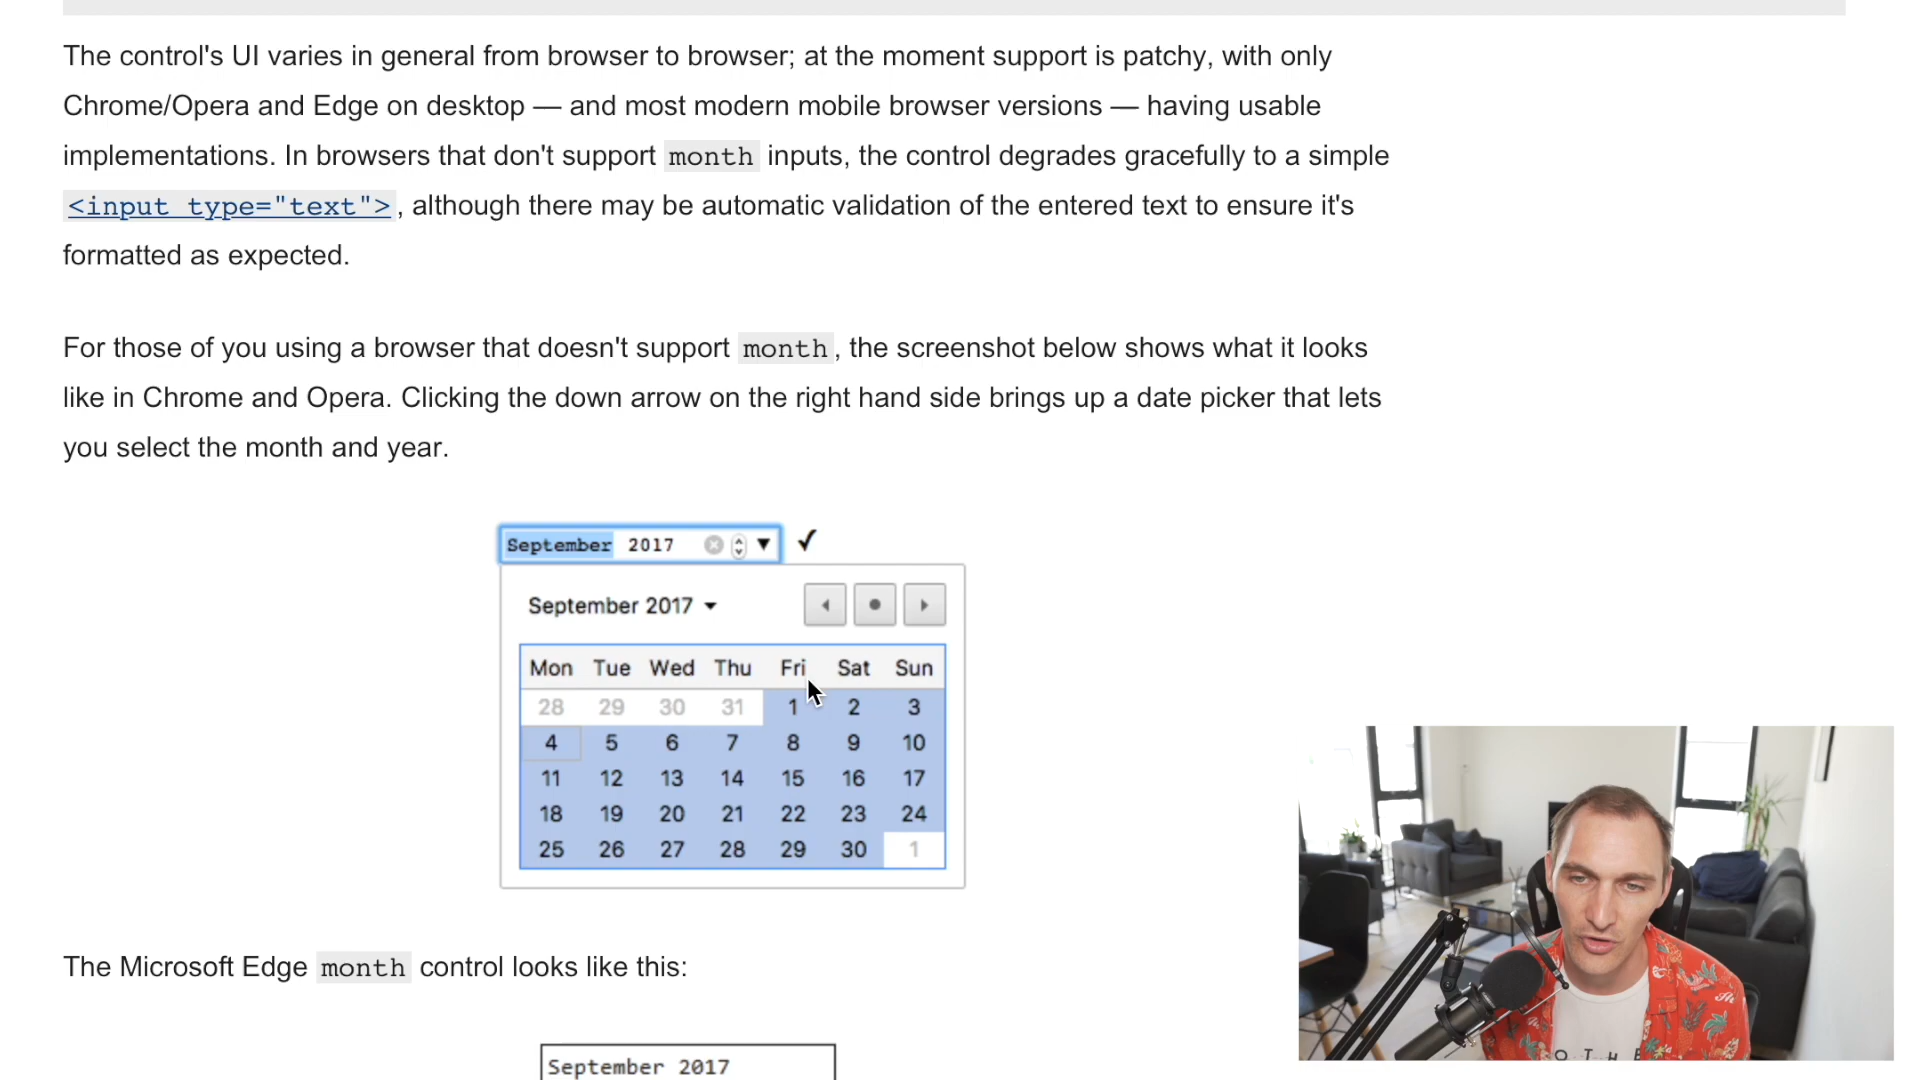 The control's UI varies in general from browser to browser; at the moment support is patchy, with only
Chrome/Opera and Edge on desktop — and most modern mobile browser versions — having usable
implementations. In browsers that don't support month inputs, the control degrades gracefully to a simple
<input type="text">, although there may be automatic validation of the entered text to ensure it's
formatted as expected.
For those of you using a browser that doesn't support month, the screenshot below shows what it looks
like in Chrome and Opera. Clicking the down arrow on the right hand side brings up a date picker that lets
you select the month and year.
September 2017
September 2017
Mon Tue Wed Thu Fri Sat Sun
28 29 30 31 1 2 3
4 5 6 7 8 9 10
11 12 13 14 15 16 17
18 19 20 21 22 23 24
25 26 27 28 29 30 1
The Microsoft Edge month control looks like this:
September 2017